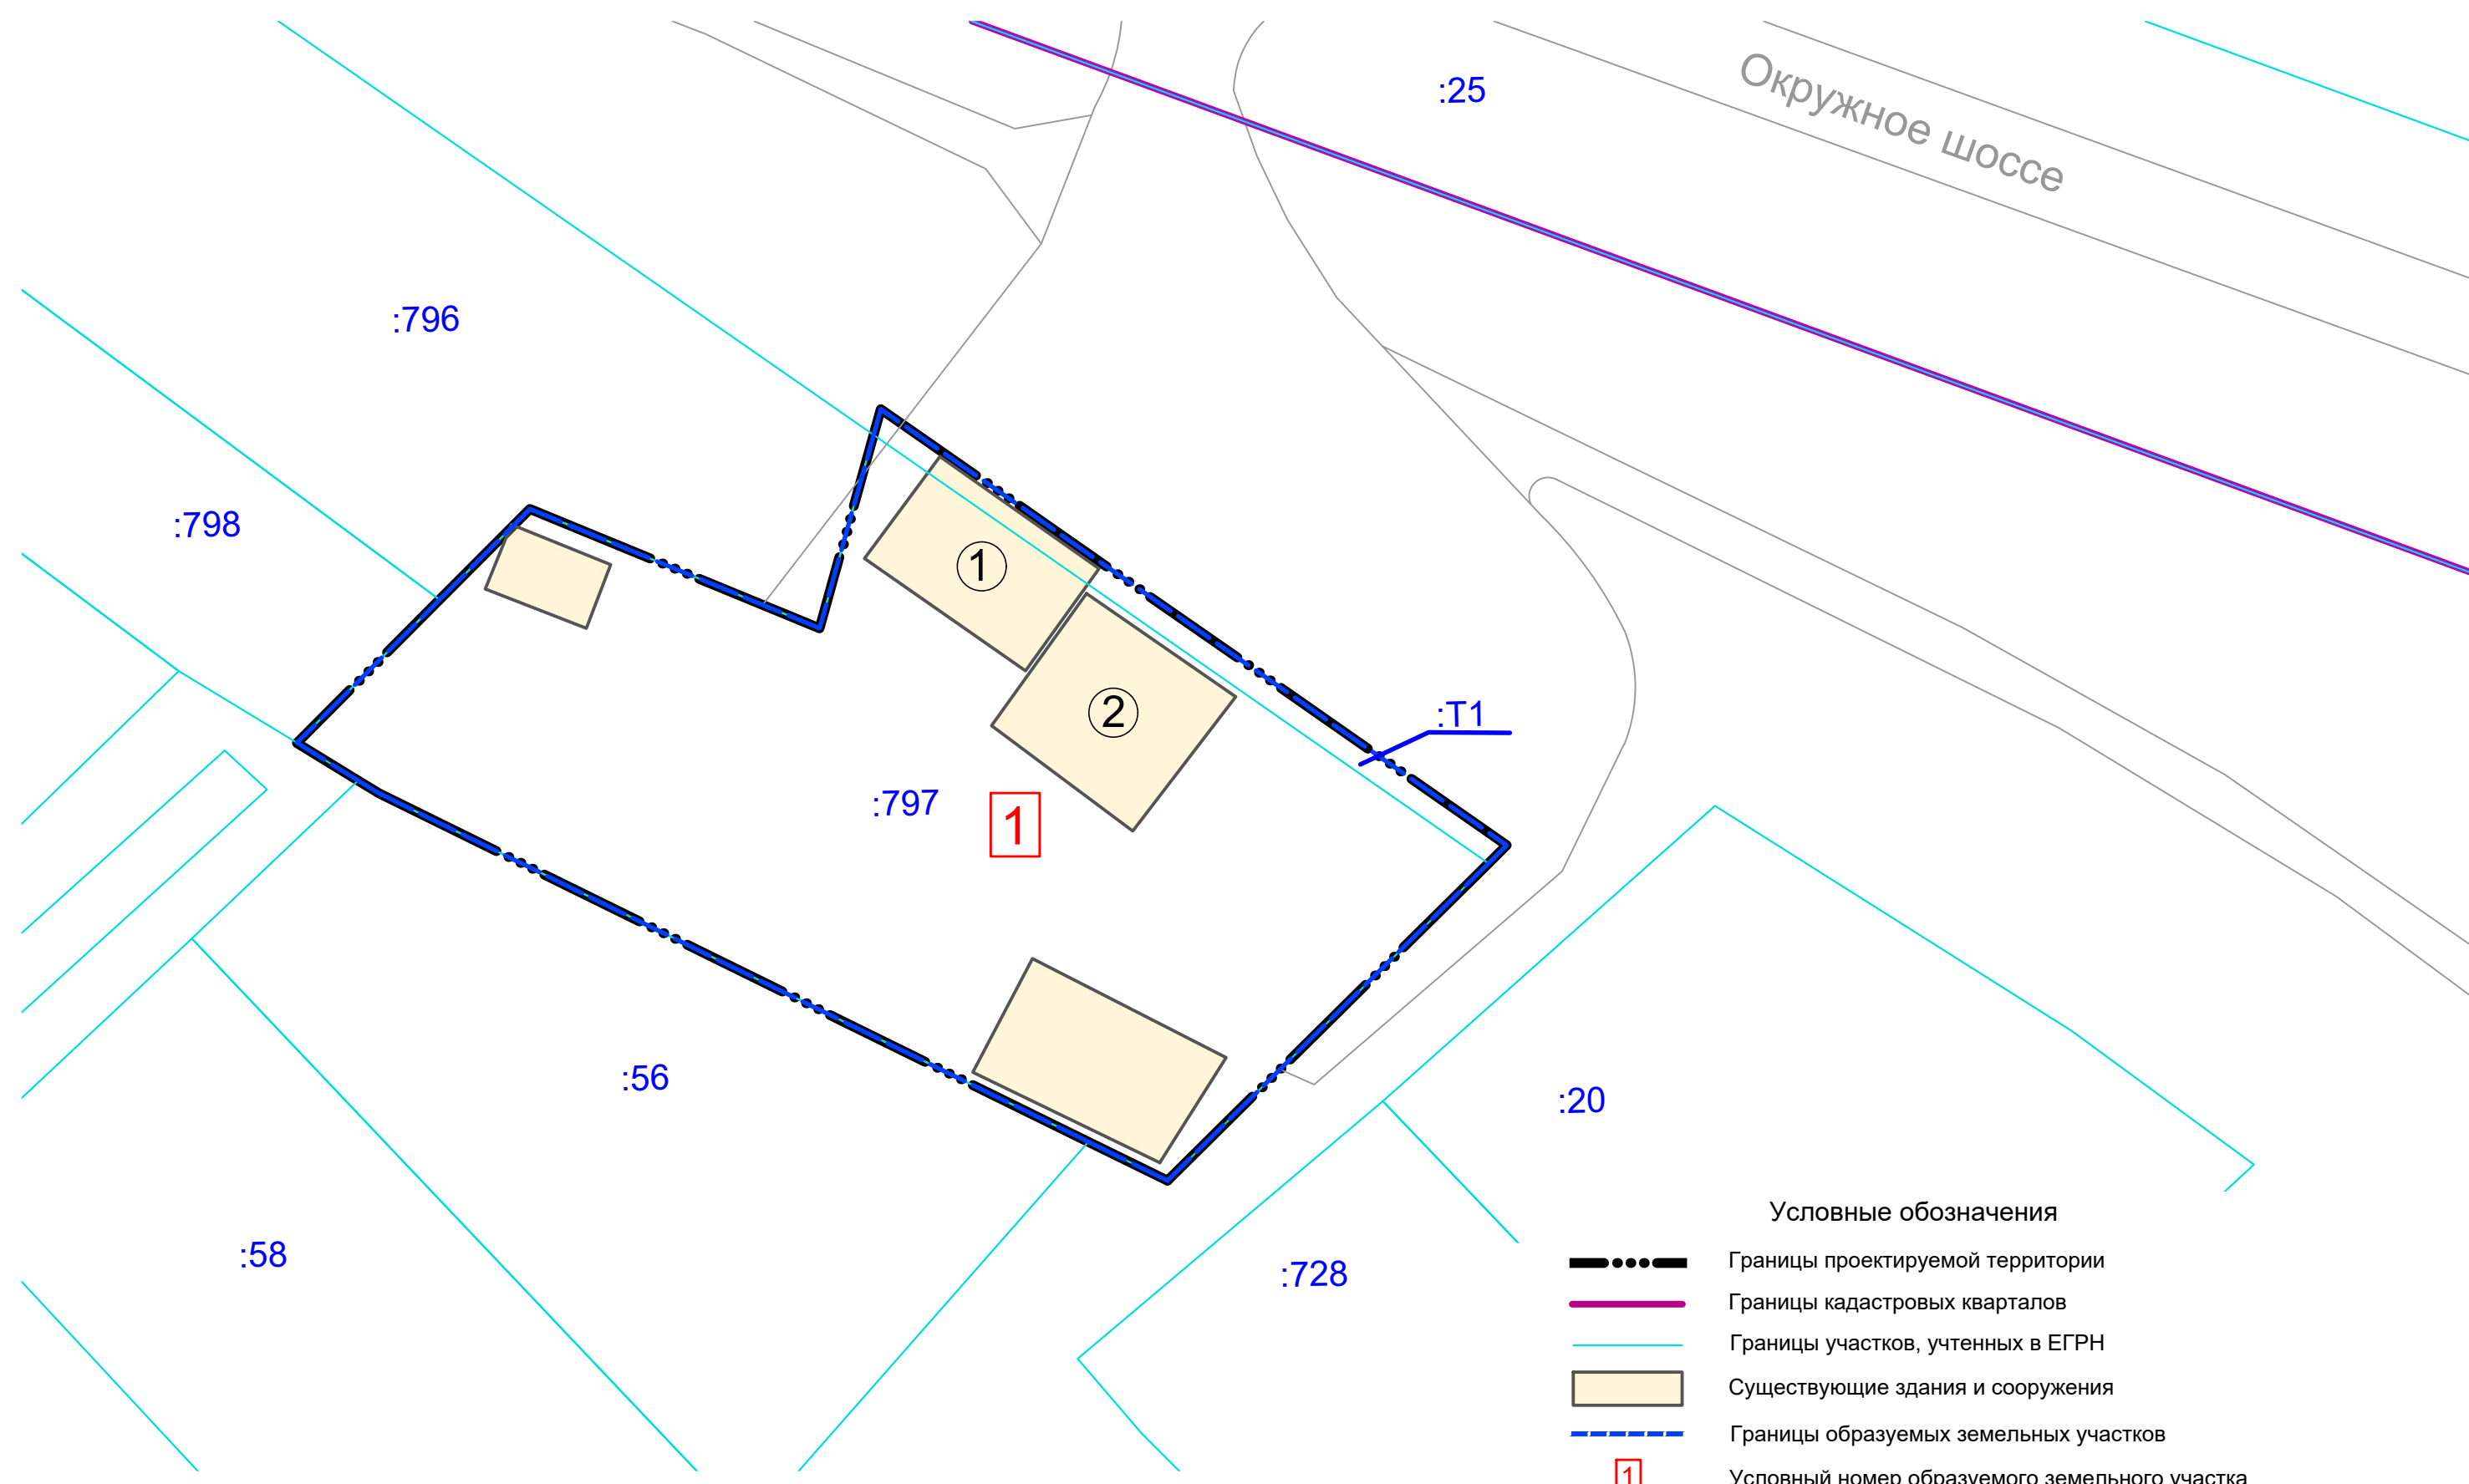 :25
Окружное шоссе
:796
:798
1
2
:Т1
:797
1
:56
:20
:58
:728
Условные обозначения
Границы проектируемой территории
Границы кадастровых кварталов
Границы участков, учтенных в ЕГРН
Существующие здания и сооружения
Границы образуемых земельных участков
1 Условный номер образуемого земельного участка